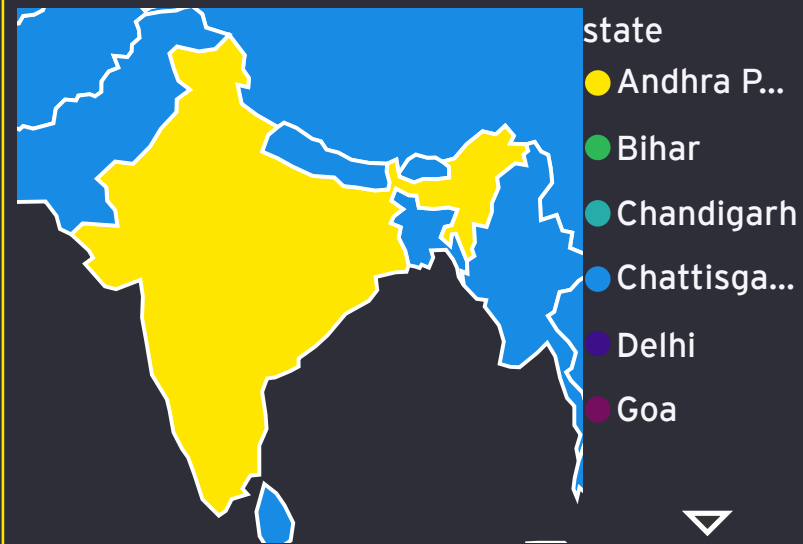 state
Andhra P...
Bihar
Chandigarh
Chattisga...
Delhi
Goa